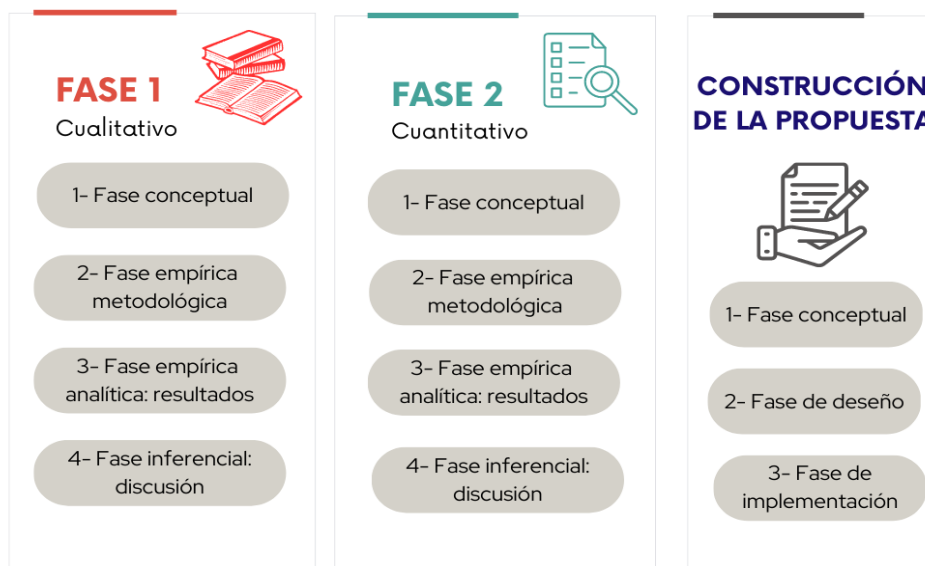 FASE 1
Cualitativo
1- Fase conceptual
2- Fase empírica
metodológica
3- Fase empírica
analítica: resultados
4- Fase inferencial:
discusión
FASE 2
Cuantitativo
1- Fase conceptual
2- Fase empírica
metodológica
3- Fase empírica
analítica: resultados
4- Fase inferencial:
discusión
CONSTRUCCIÓN
DE LA PROPUESTA
1- Fase conceptual
2- Fase de deseño
3- Fase de
implementación